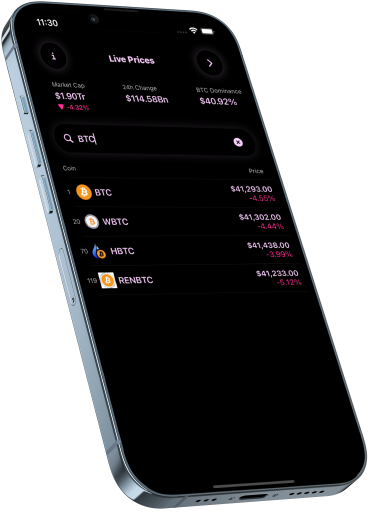 11:30
Live Prices
Market Cap 24h Change BTC Dominance
$1.90Tr $114.58Bn $40.92%
-4.32%
BTC
Coin Price
1 BTC $41,293.00
-4.55%
20 WBTC $41,302.00
-4.44%
70 HBTC $41,438.00
-3.99%
119 RENBTC $41,233.00
-5.12%